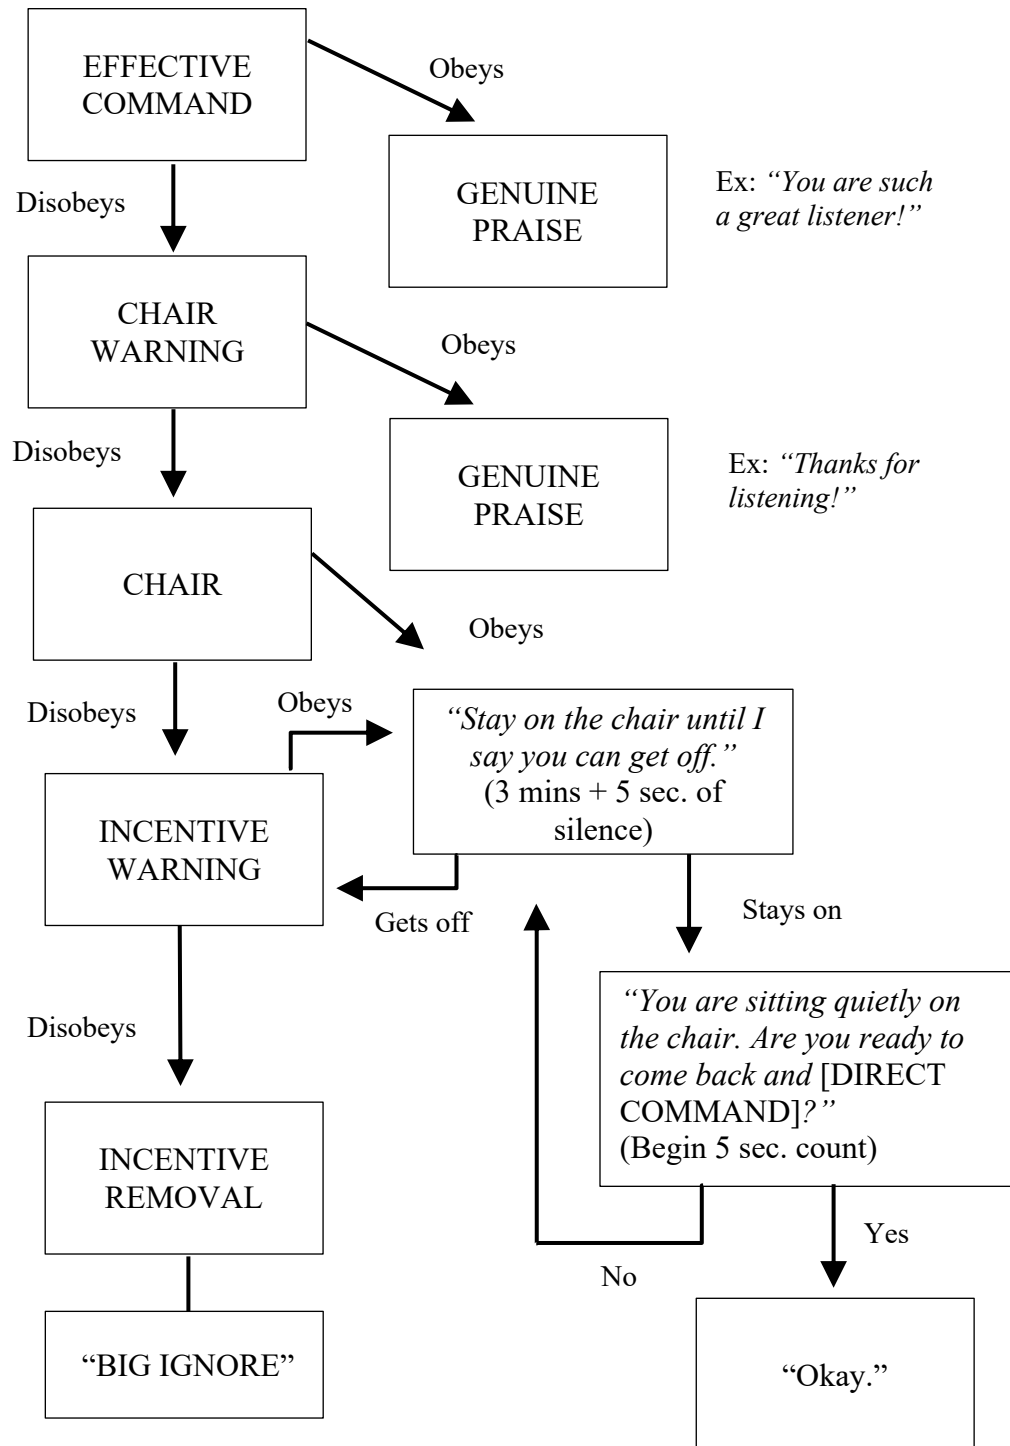 EFFECTIVE
COMMAND
Obeys
Disobeys
GENUINE
PRAISE
Ex: “You are such
a great listener!”
CHAIR
WARNING
Obeys
Disobeys
GENUINE
PRAISE
Ex: “Thanks for
listening!”
CHAIR
Obeys
Disobeys
Obeys
“Stay on the chair until I
say you can get off.”
(3 mins + 5 sec. of
silence)
INCENTIVE
WARNING
Gets off
Stays on
Disobeys
“You are sitting quietly on
the chair. Are you ready to
come back and [DIRECT
COMMAND]?”
(Begin 5 sec. count)
INCENTIVE
REMOVAL
No
Yes
“BIG IGNORE”
“Okay.”